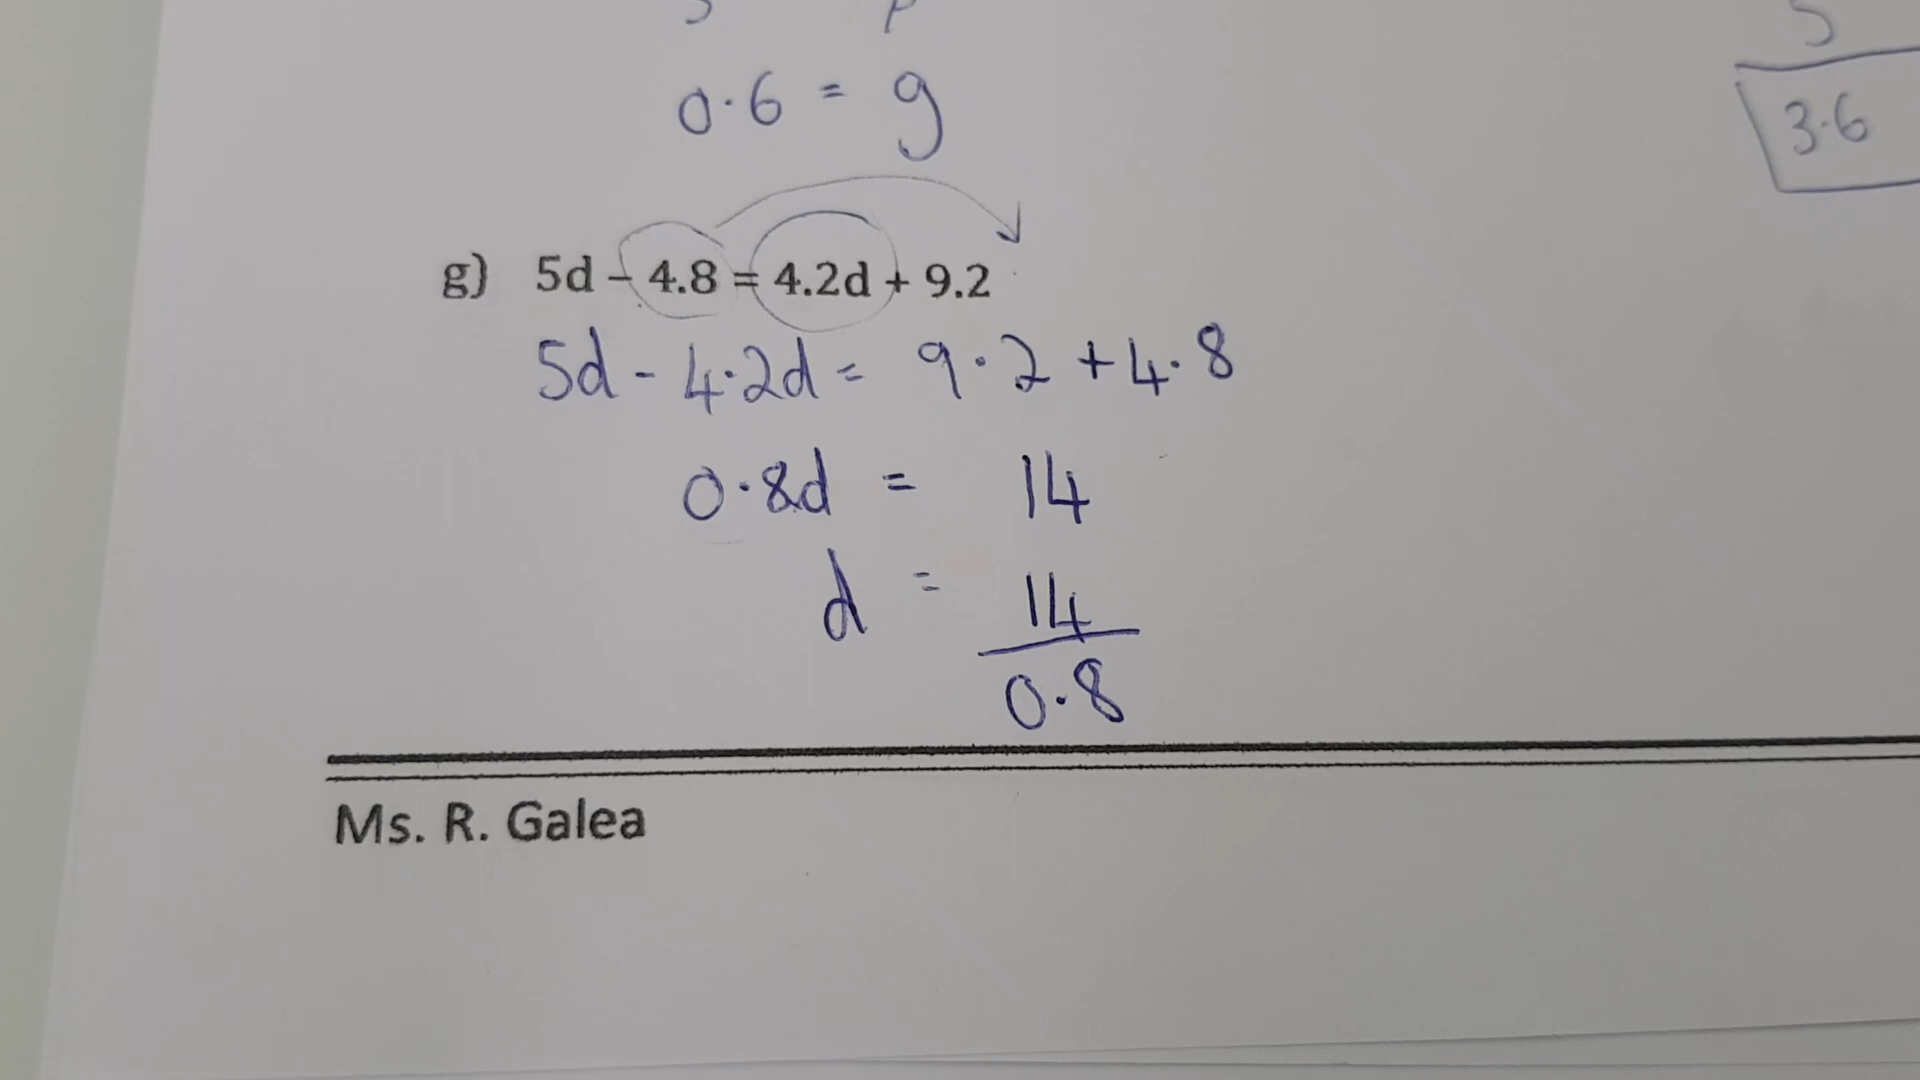 0.6 = g
3.6
g) 5d – 4.8 = 4.2d + 9.2
5d - 4.2d = 9.2 + 4.8
0.8d = 14
d = 14
0.8
Ms. R. Galea